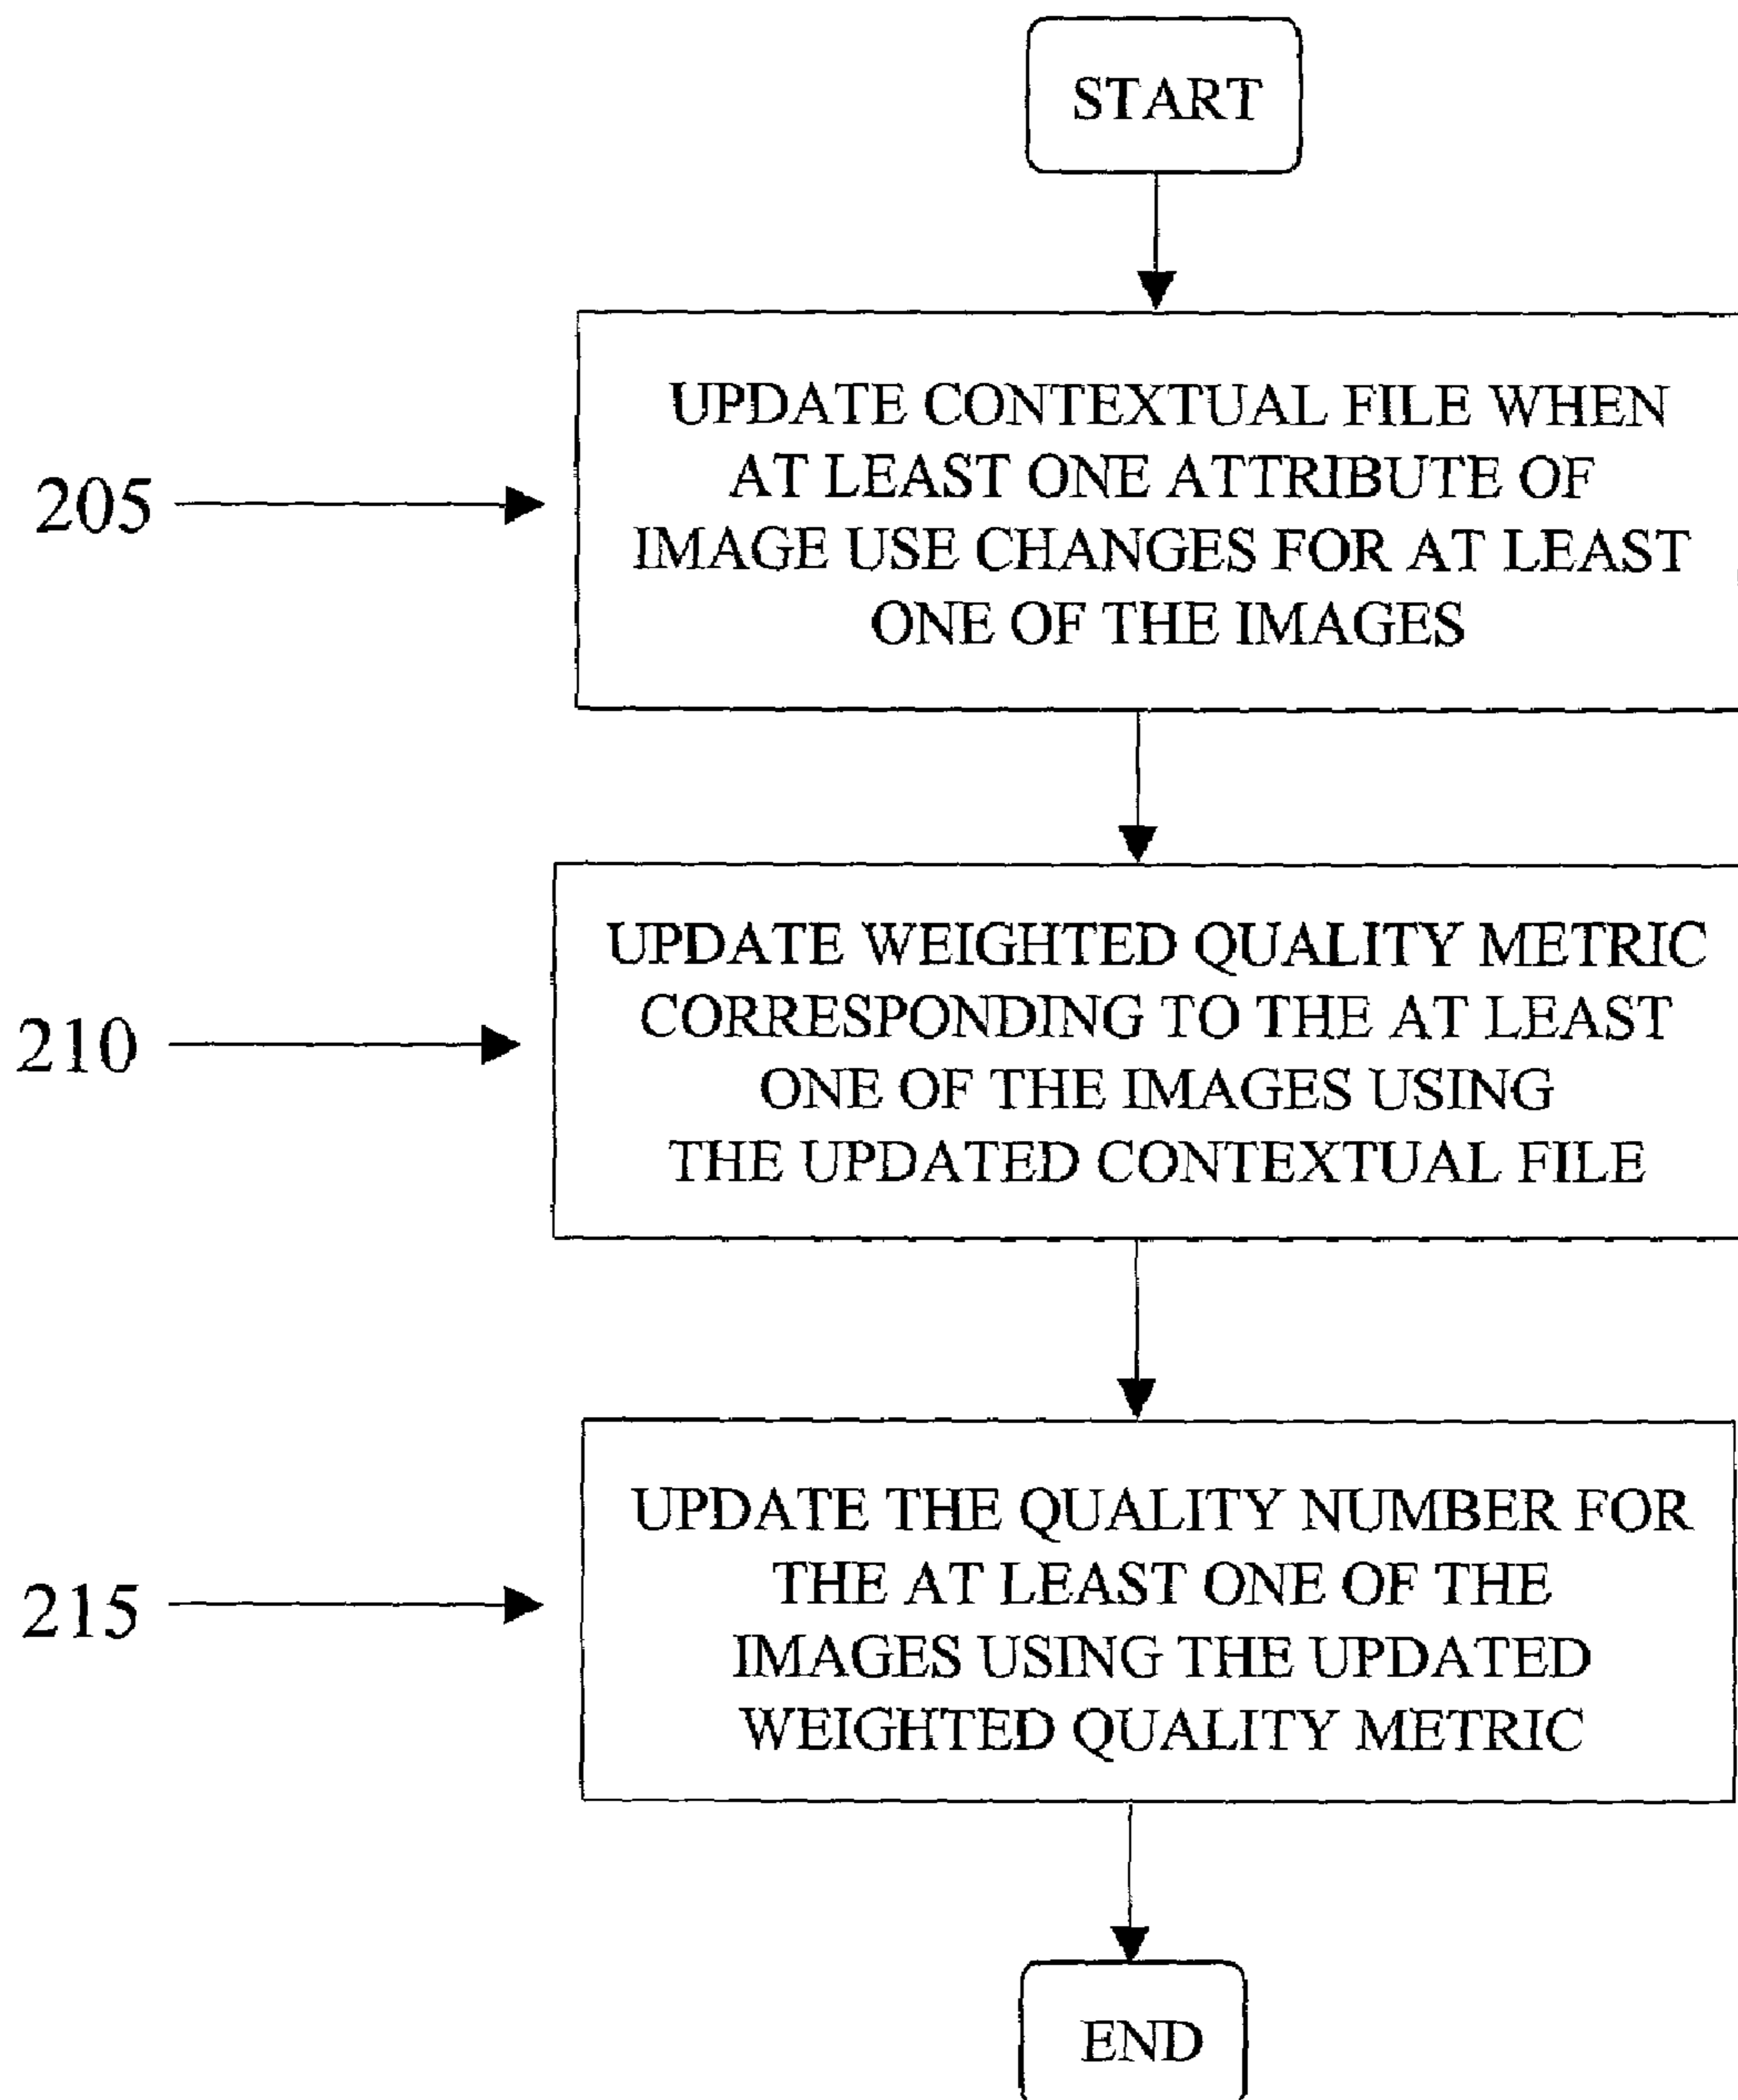 START
205
UPDATE CONTEXTUAL FILE WHEN
AT LEAST ONE ATTRIBUTE OF
IMAGE USE CHANGES FOR AT LEAST
ONE OF THE IMAGES
210
UPDATE WEIGHTED QUALITY METRIC
CORRESPONDING TO THE AT LEAST
ONE OF THE IMAGES USING
THE UPDATED CONTEXTUAL FILE
215
UPDATE THE QUALITY NUMBER FOR
THE AT LEAST ONE OF THE
IMAGES USING THE UPDATED
WEIGHTED QUALITY METRIC
END